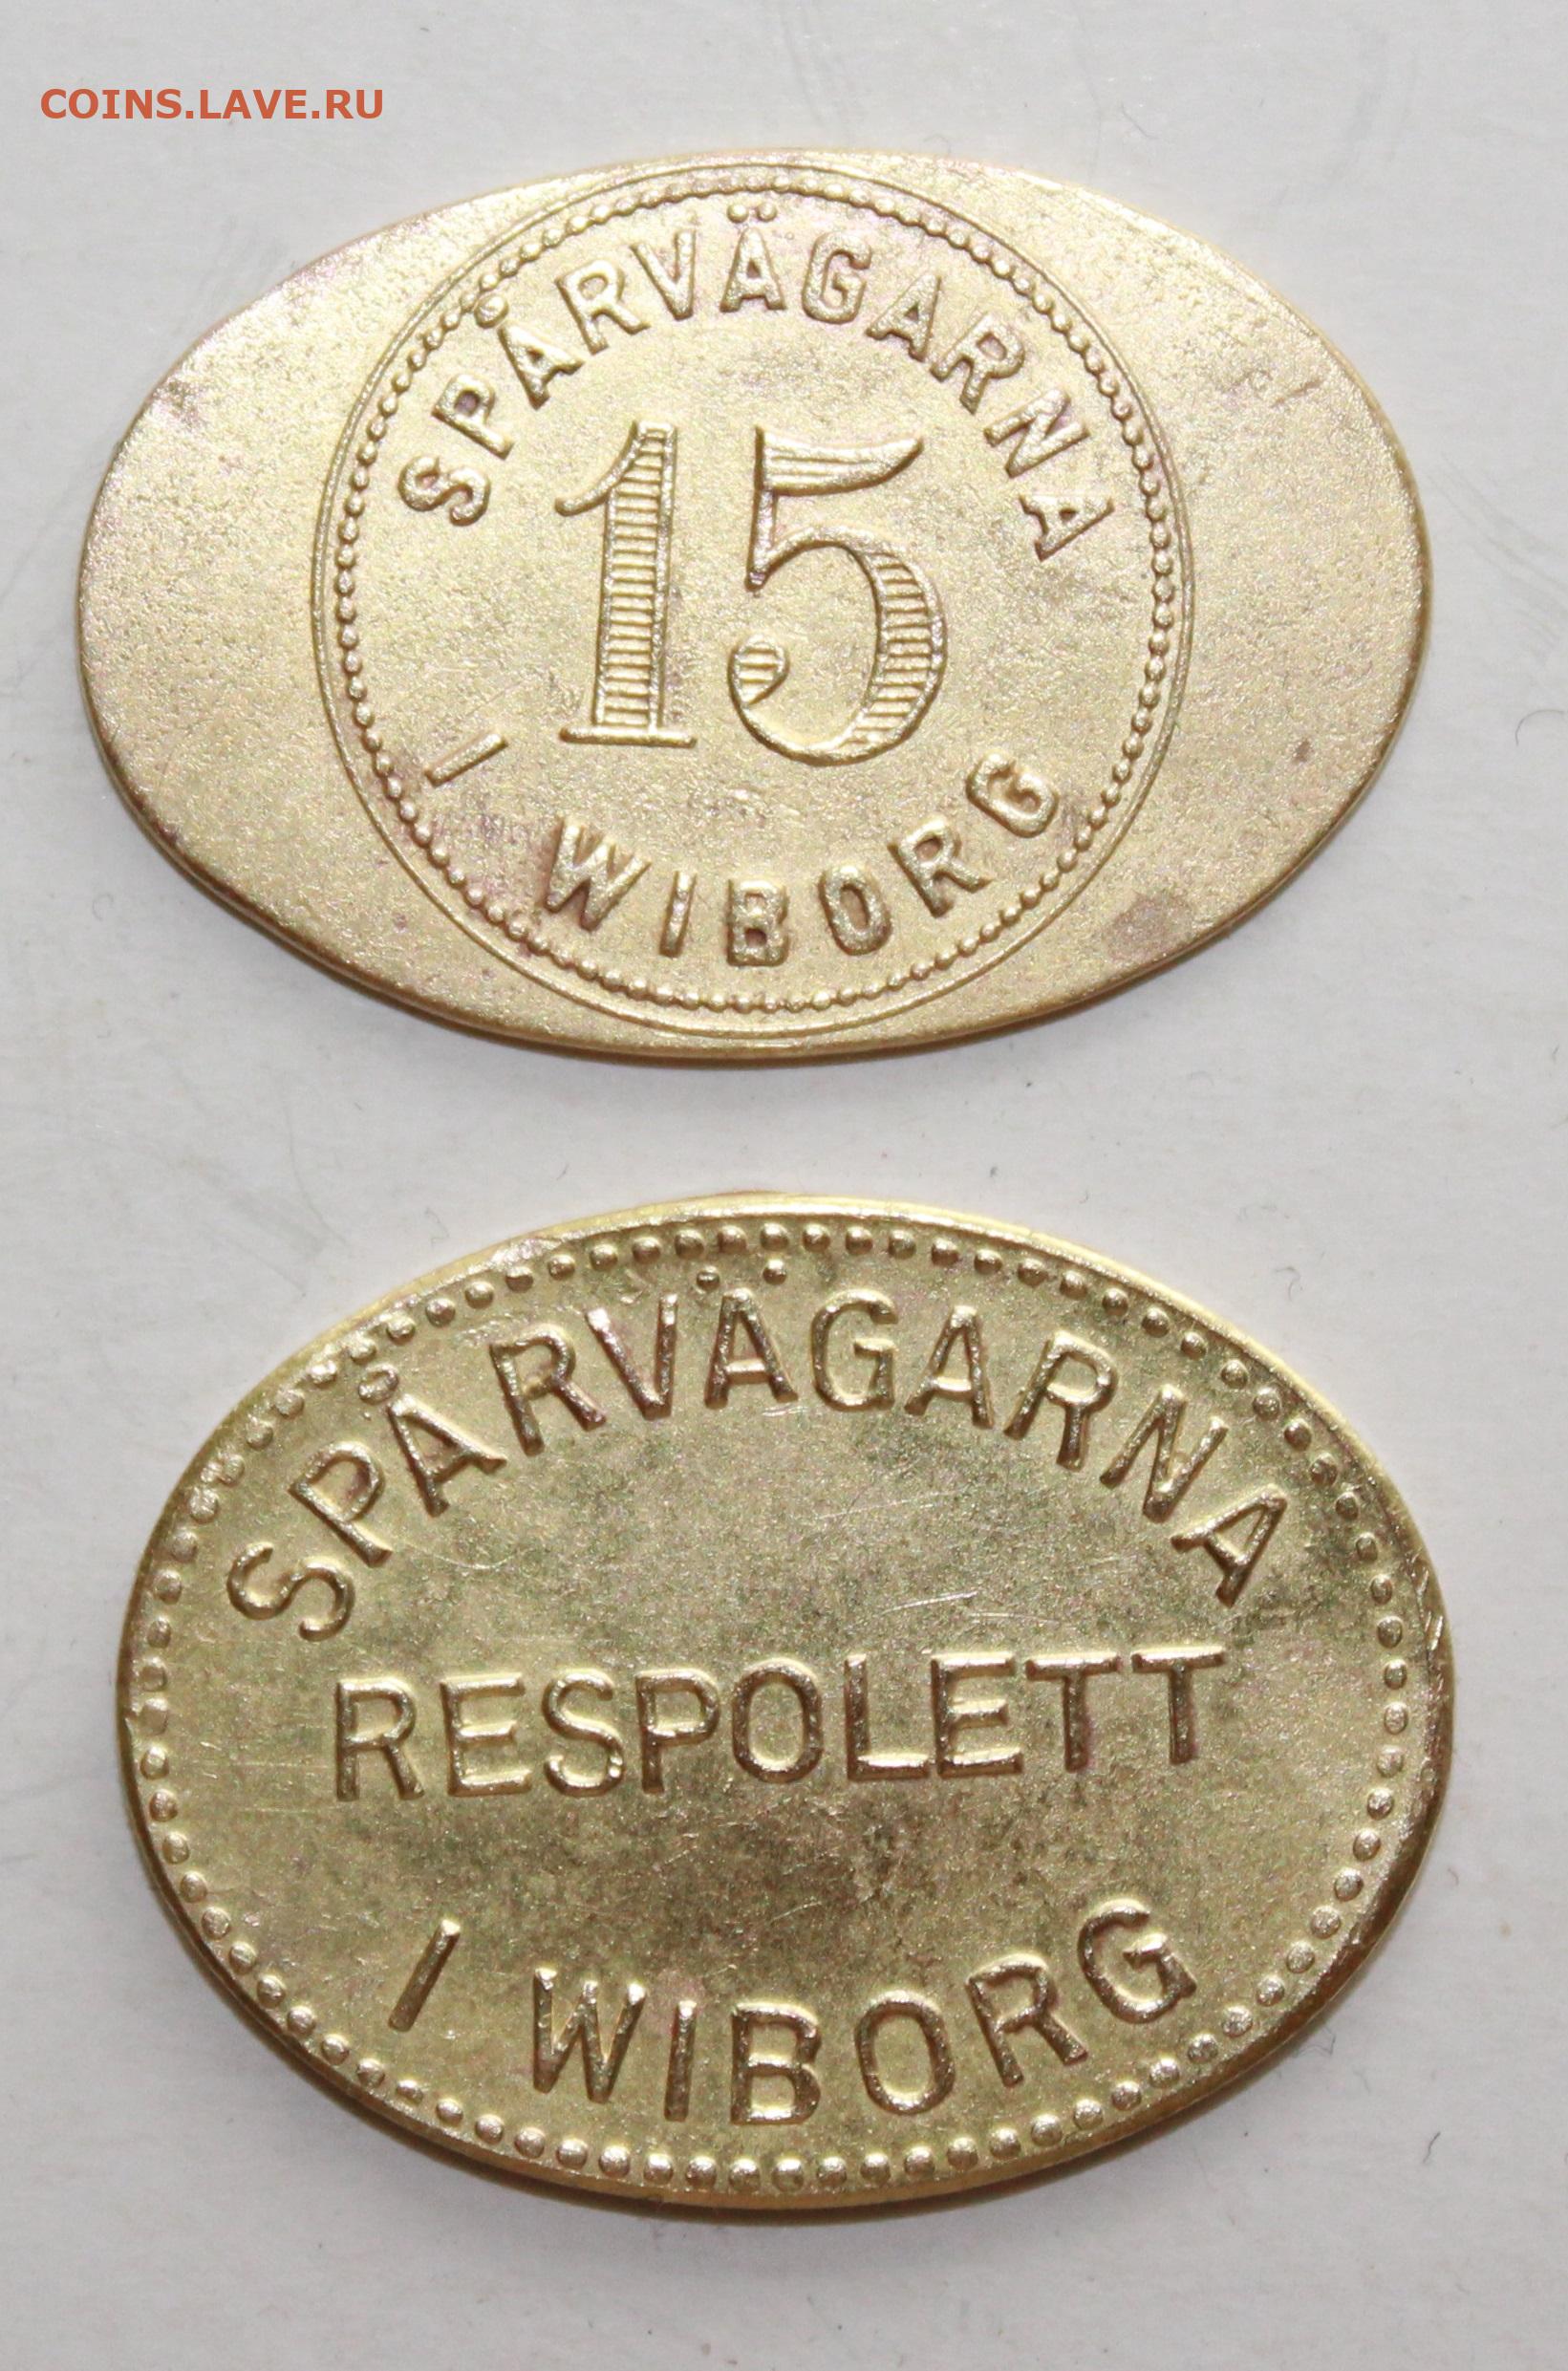 COINS.LAVE.RU
SPÅRVÄGARNA
15
I WIBORG
SPÅRVÄGARNA
RESPOLETT
I WIBORG